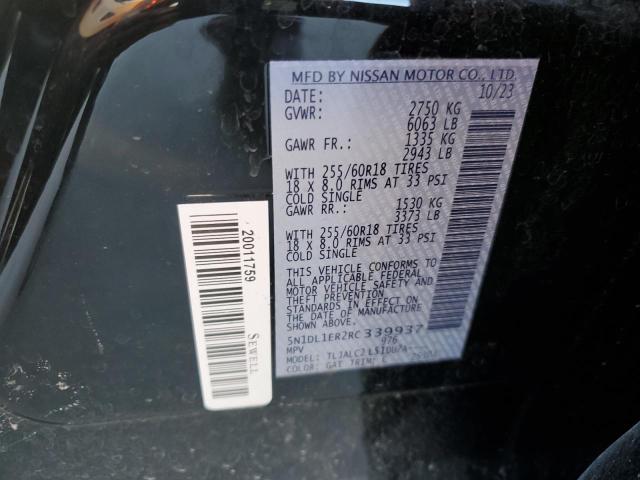 MFD BY NISSAN MOTOR CO., LTD.
DATE: 10/23
GVWR: 2750 KG
6063 LB
GAWR FR.: 1335 KG
2943 LB
WITH 255/60R18 TIRES
18 X 8.0 RIMS AT 33 PSI
COLD SINGLE
GAWR RR.: 1530 KG
3373 LB
WITH 255/60R18 TIRES
18 X 8.0 RIMS AT 33 PSI
COLD SINGLE
THIS VEHICLE CONFORMS TO
ALL APPLICABLE FEDERAL
MOTOR VEHICLE SAFETY AND
THEFT PREVENTION
STANDARDS IN EFFECT ON
THE DATE OF MANUFACTURE
SHOWN ABOVE.
5N1DL1ER2RC339937
MPV 976
MODEL:
COLOR: TRIM:
20011759
SEWELL